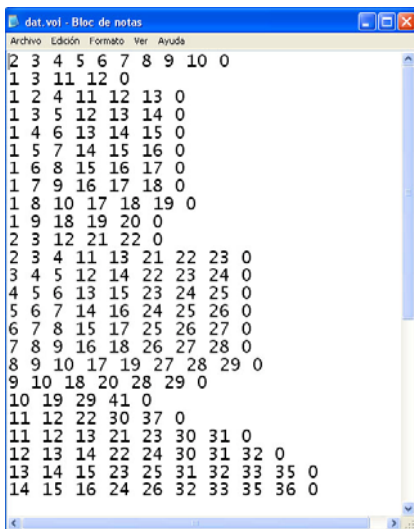 dat.voi - Bloc de notas
Archivo Edición Formato Ver Ayuda
2 3 4 5 6 7 8 9 10 0
1 3 11 12 0
1 2 4 11 12 13 0
1 3 5 12 13 14 0
1 4 6 13 14 15 0
1 5 7 14 15 16 0
1 6 8 15 16 17 0
1 7 9 16 17 18 0
1 8 10 17 18 19 0
1 9 18 19 20 0
2 3 12 21 22 0
2 3 4 11 13 21 22 23 0
3 4 5 12 14 22 23 24 0
4 5 6 13 15 23 24 25 0
5 6 7 14 16 24 25 26 0
6 7 8 15 17 25 26 27 0
7 8 9 16 18 26 27 28 0
8 9 10 17 19 27 28 29 0
9 10 18 20 28 29 0
10 19 29 41 0
11 12 22 30 37 0
11 12 13 21 23 30 31 0
12 13 14 22 24 30 31 32 0
13 14 15 23 25 31 32 33 35 0
14 15 16 24 26 32 33 35 36 0